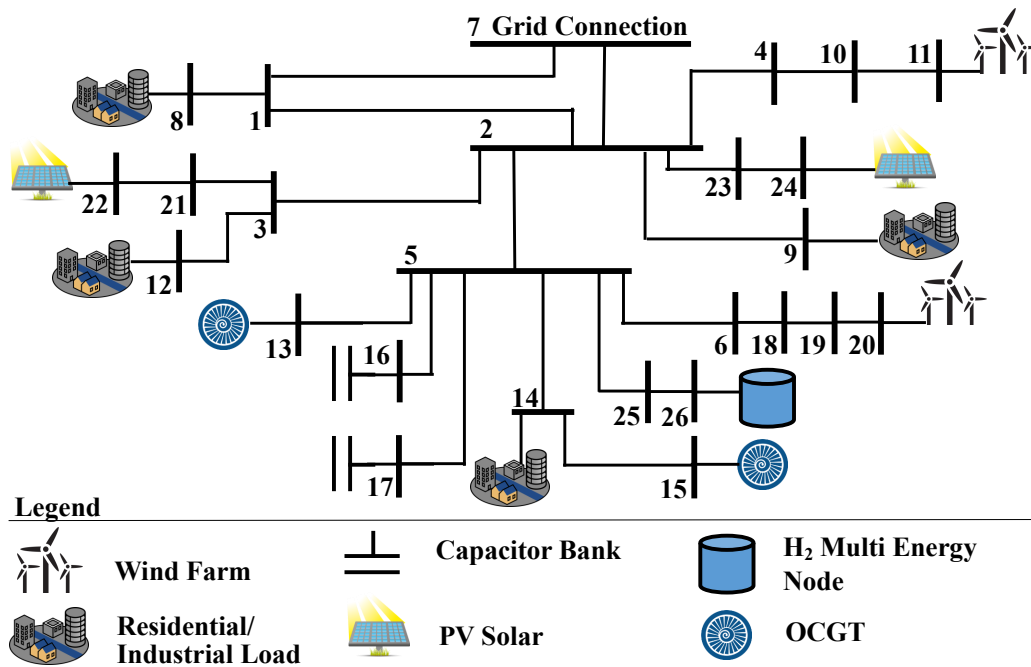 7 Grid Connection
4
10
11
8
1
2
22
21
3
23
24
12
5
9
13
16
6
18
19
20
14
25
26
17
15
Legend
Wind Farm
Capacitor Bank
H₂ Multi Energy
Node
Residential/
Industrial Load
PV Solar
OCGT